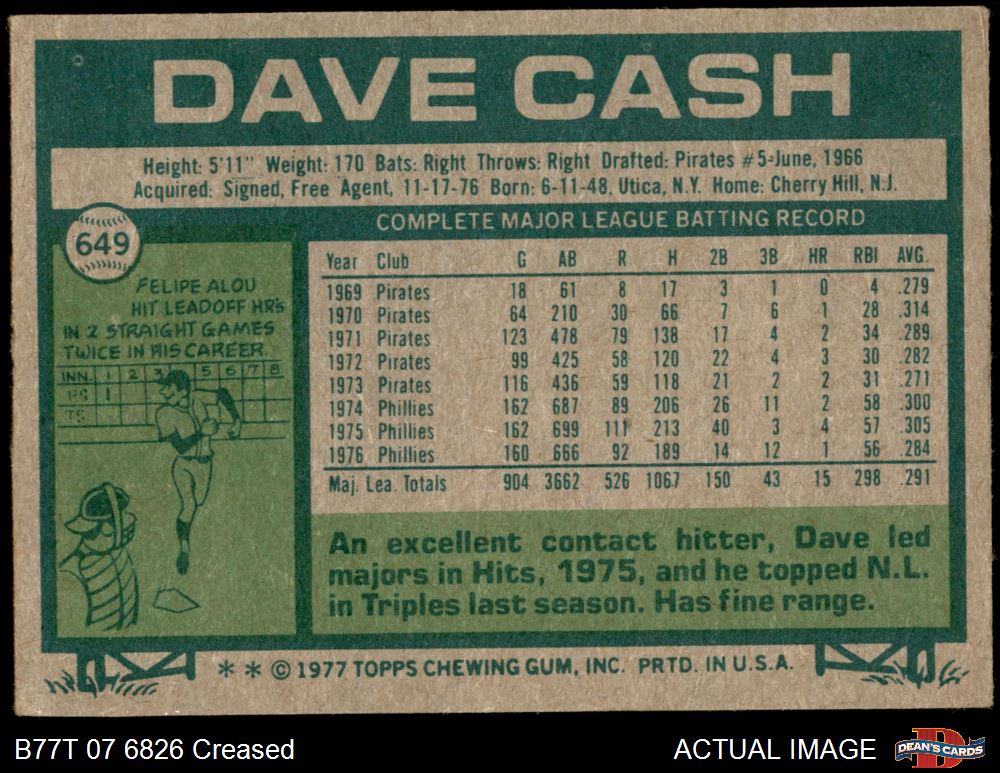 DAVE CASH
Height: 5'11" Weight: 170 Bats: Right Throws: Right Drafted: Pirates #5-June, 1966
Acquired: Signed, Free Agent, 11-17-76 Born: 6-11-48, Utica, N.Y. Home: Cherry Hill, N.J.
649
FELIPE ALOU
HIT LEADOFF HR'S
IN 2 STRAIGHT GAMES
TWICE IN HIS CAREER.
INN. 1 2 3 5 6 7 8
1
COMPLETE MAJOR LEAGUE BATTING RECORD
Year Club G AB R H 2B 3B HR RBI AVG.
1969 Pirates 18 61 8 17 3 1 0 4 .279
1970 Pirates 64 210 30 66 7 6 1 28 .314
1971 Pirates 123 478 79 138 17 4 2 34 .289
1972 Pirates 99 425 58 120 22 4 3 30 .282
1973 Pirates 116 436 59 118 21 2 2 31 .271
1974 Phillies 162 687 89 206 26 11 2 58 .300
1975 Phillies 162 699 111 213 40 3 4 57 .305
1976 Phillies 160 666 92 189 14 12 1 56 .284
Maj. Lea. Totals 904 3662 526 1067 150 43 15 298 .291
An excellent contact hitter, Dave led
majors in Hits, 1975, and he topped N.L.
in Triples last season. Has fine range.
* * © 1977 TOPPS CHEWING GUM, INC. PRTD. IN U.S.A.
B77T 07 6826 Creased
ACTUAL IMAGE
DEAN'S CARDS